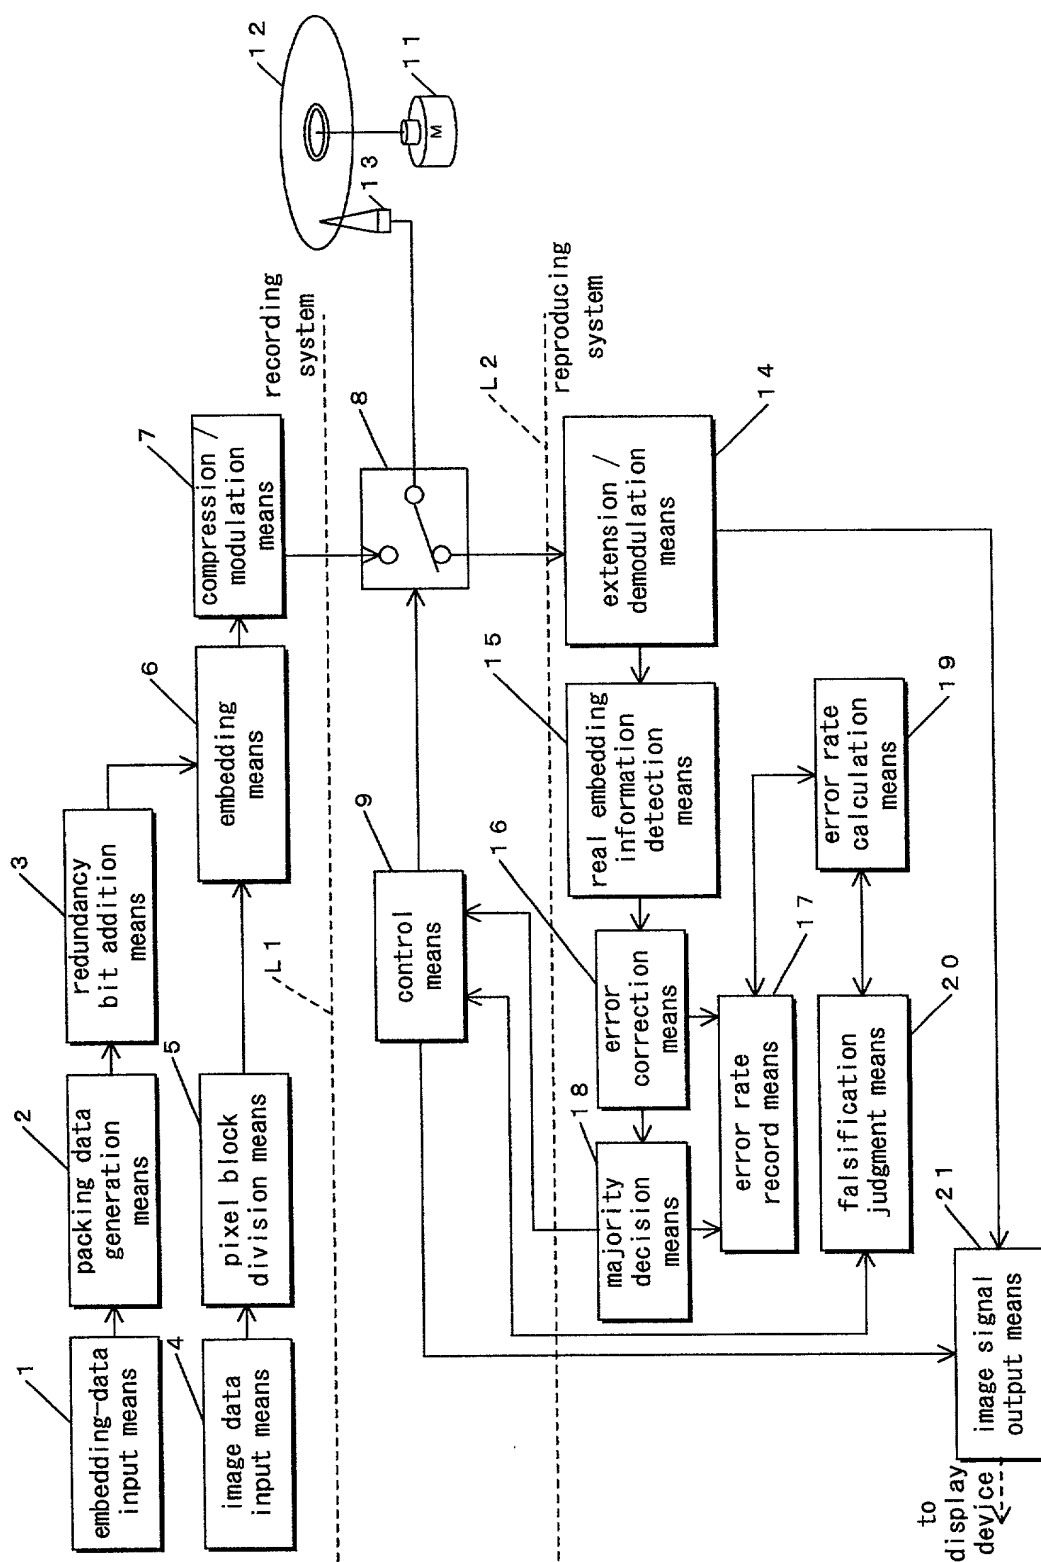 1
embedding-data
input means
2
packing data
generation
means
3
redundancy
bit addition
means
4
image data
input means
5
pixel block
division means
6
embedding
means
7
compression /
modulation
means
recording
system
12
11
M
13
L1
8
9
control
means
reproducing
system
L2
14
extension /
demodulation
means
15
real embedding
information
detection
means
16
error
correction
means
18
majority
decision
means
17
error rate
record means
19
error rate
calculation
means
20
falsification
judgment means
21
image signal
output means
to
display
device